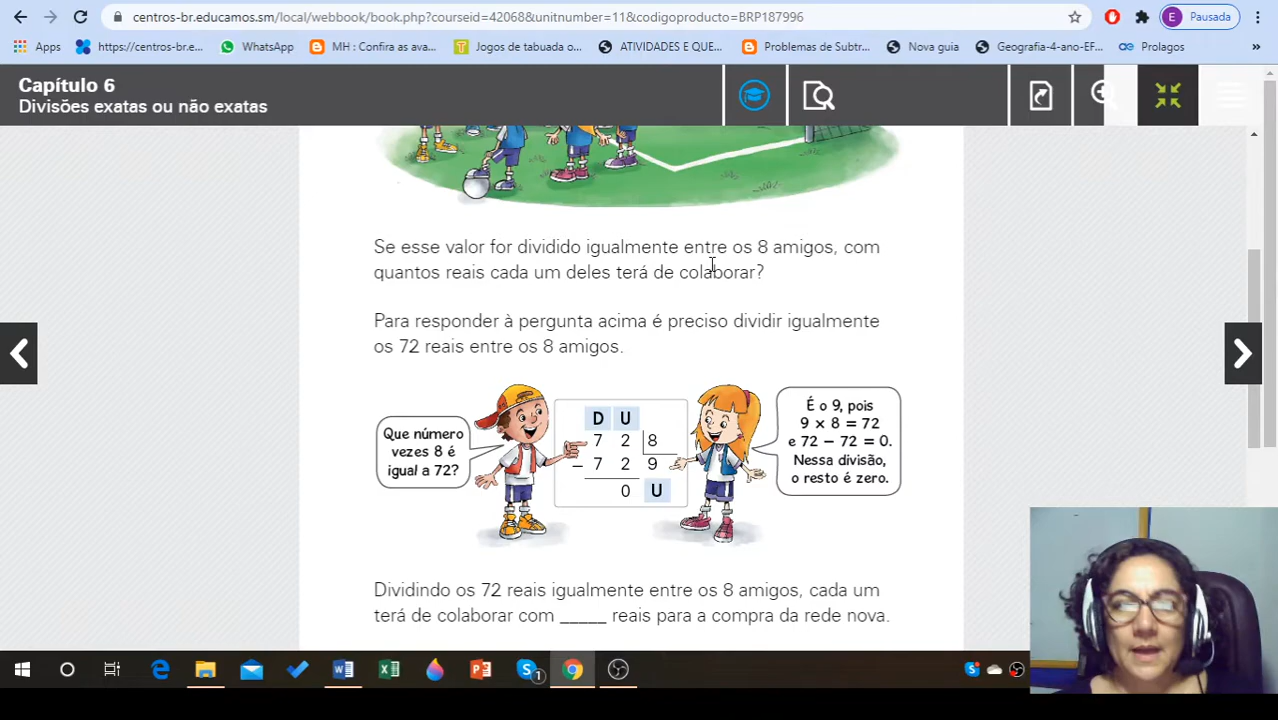 centros-br.educamos.sm/local/webbook/book.php?courseid=42068&unitnumber=11&codigoproducto=BRP187996
E Pausada
Apps https://centros-br.e... WhatsApp MH : Confira as ava... Jogos de tabuada o... ATIVIDADES E QUE... Problemas de Subtr... Nova guia Geografia-4-ano-EF... Prolagos »
Capítulo 6
Divisões exatas ou não exatas
Se esse valor for dividido igualmente entre os 8 amigos, com
quantos reais cada um deles terá de colaborar?
Para responder à pergunta acima é preciso dividir igualmente
os 72 reais entre os 8 amigos.
Que número
vezes 8 é
igual a 72?
D U
7 2 8
– 7 2 9
0 U
É o 9, pois
9 × 8 = 72
e 72 – 72 = 0.
Nessa divisão,
o resto é zero.
Dividindo os 72 reais igualmente entre os 8 amigos, cada um
terá de colaborar com _____ reais para a compra da rede nova.